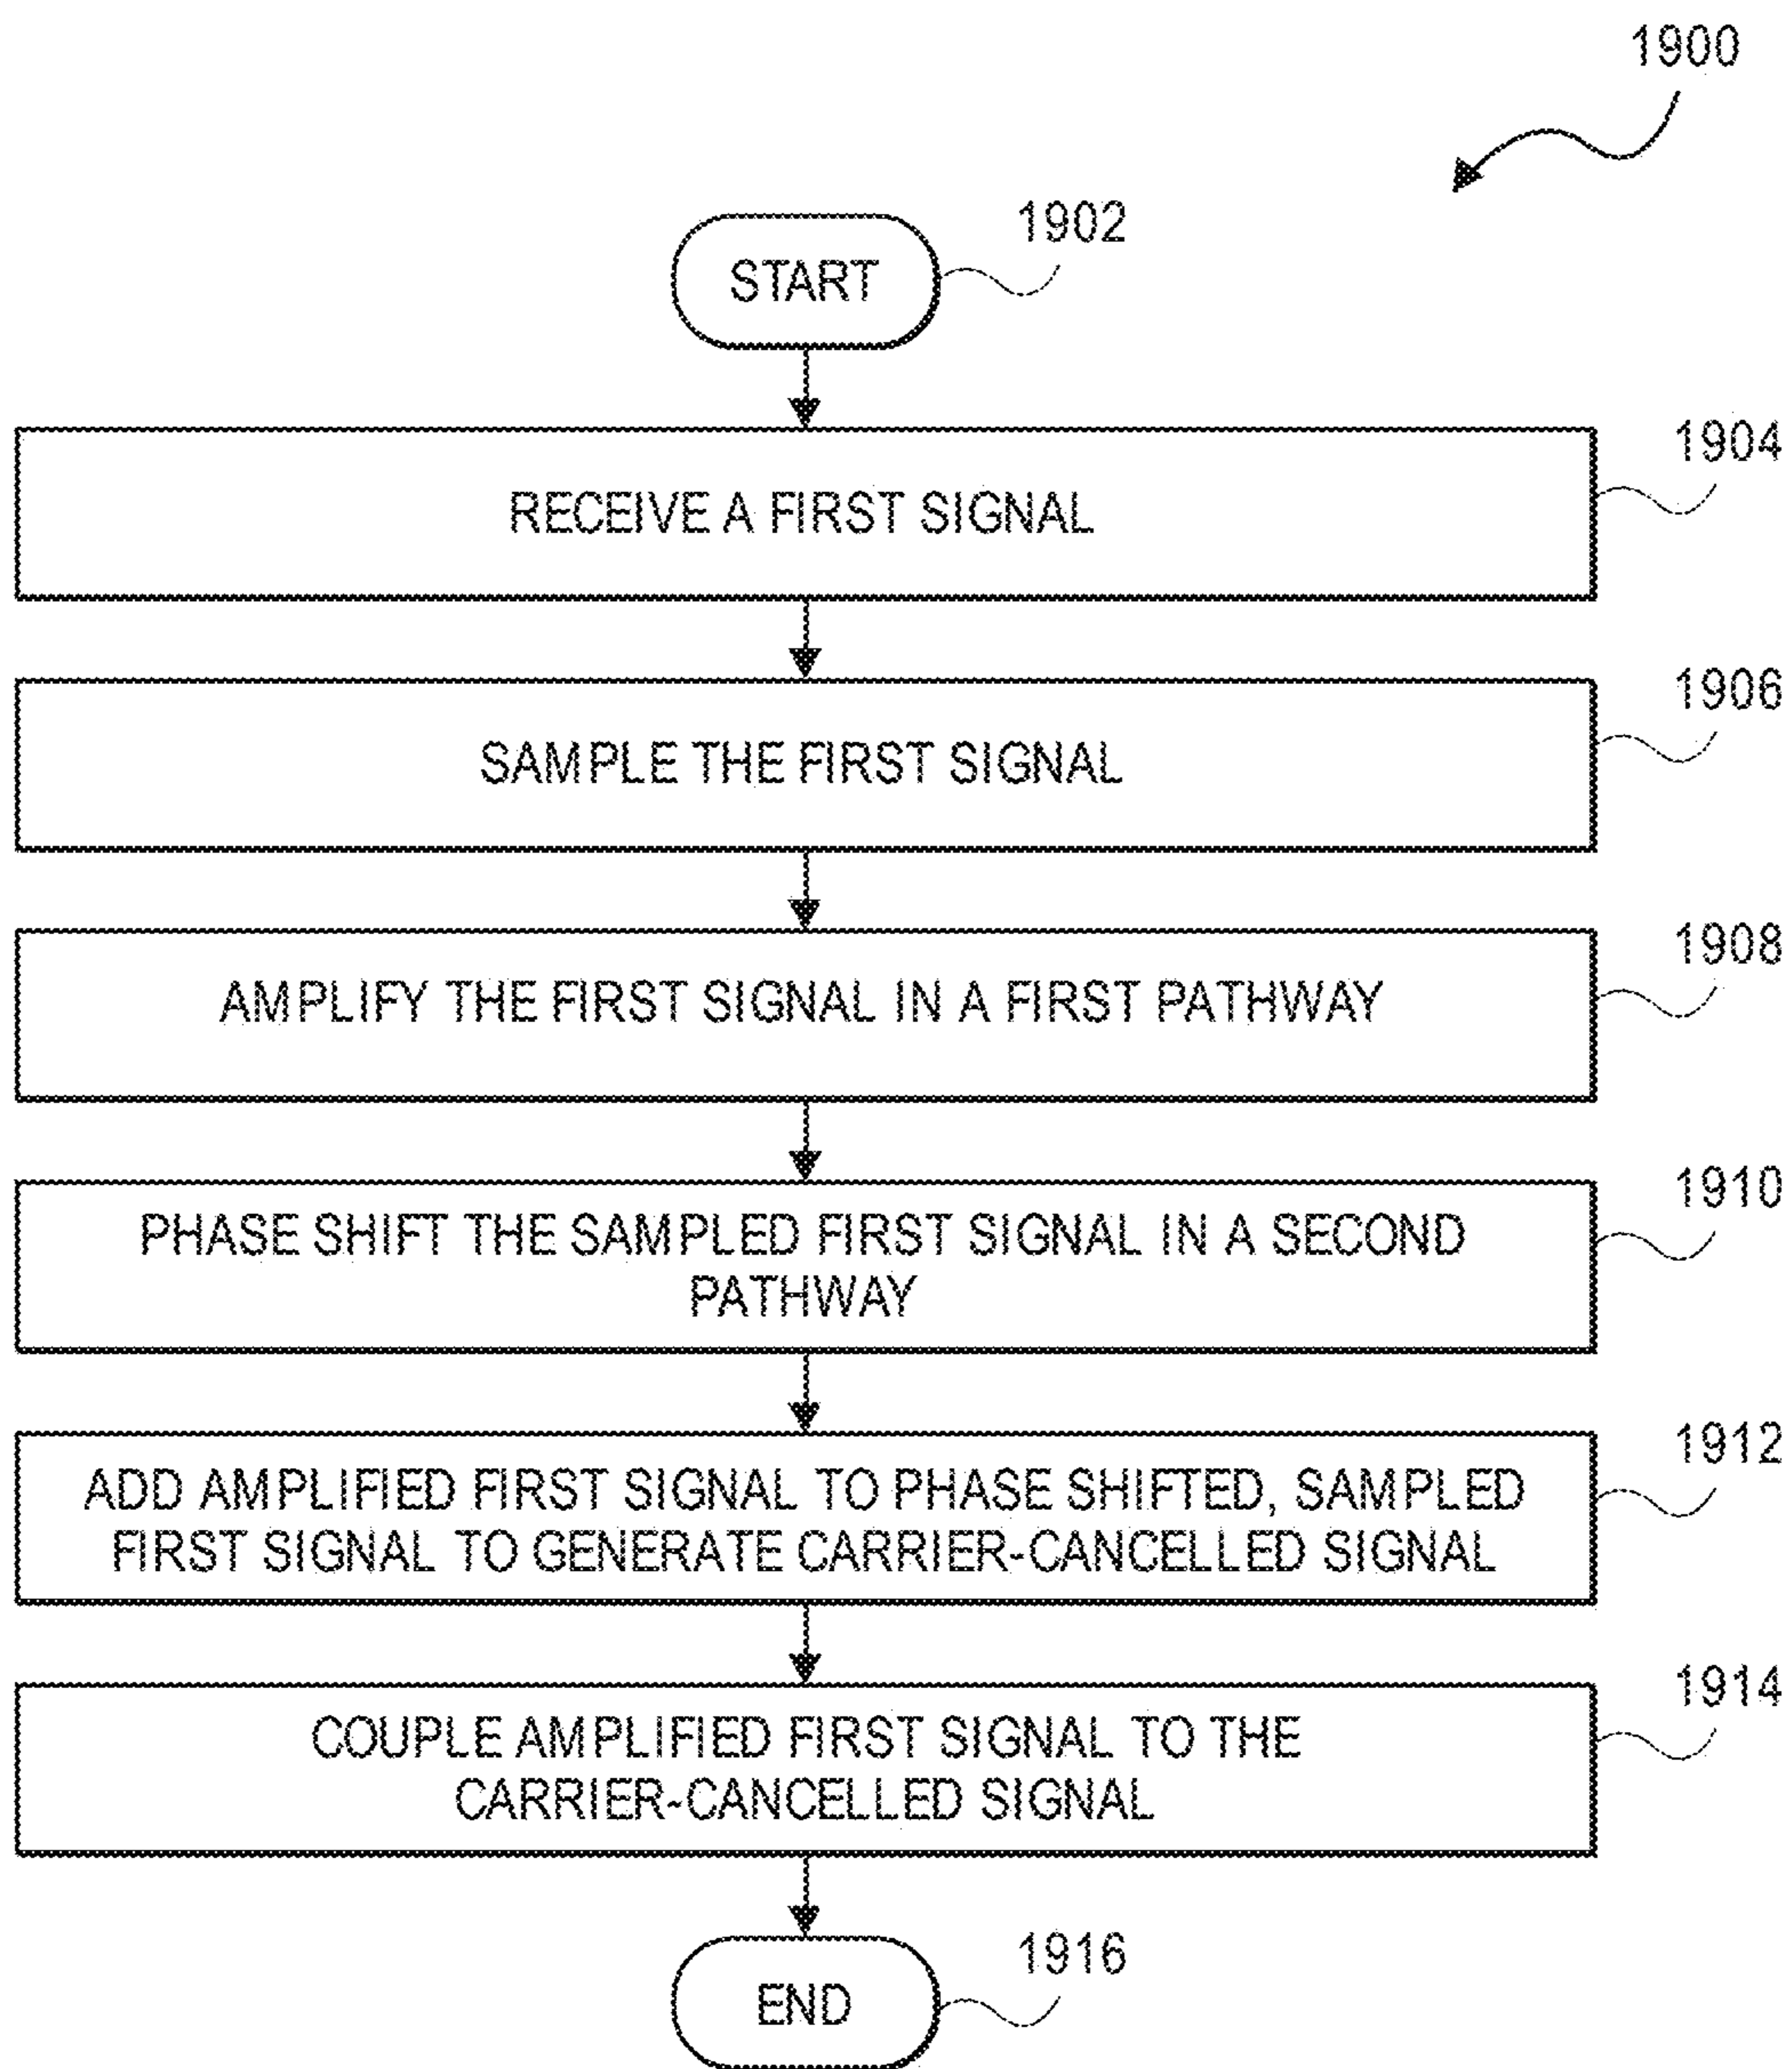 1900
START
1902
RECEIVE A FIRST SIGNAL
1904
SAMPLE THE FIRST SIGNAL
1906
AMPLIFY THE FIRST SIGNAL IN A FIRST PATHWAY
1908
PHASE SHIFT THE SAMPLED FIRST SIGNAL IN A SECOND
PATHWAY
1910
ADD AMPLIFIED FIRST SIGNAL TO PHASE SHIFTED, SAMPLED
FIRST SIGNAL TO GENERATE CARRIER-CANCELLED SIGNAL
1912
COUPLE AMPLIFIED FIRST SIGNAL TO THE
CARRIER-CANCELLED SIGNAL
1914
END
1916